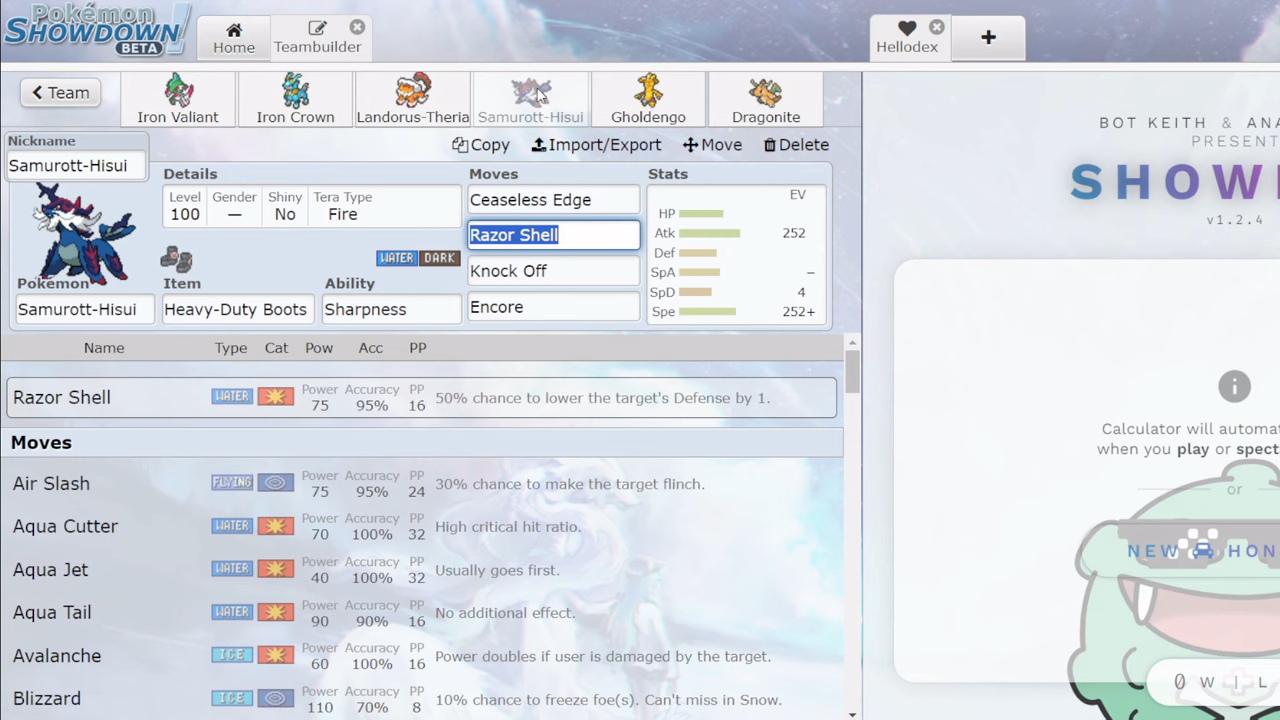 Pokémon
SHOWDOWN!
BETA
Home
Teambuilder
Hellodex
Team
Iron Valiant
Iron Crown
Landorus-Theria
Samurott-Hisui
Gholdengo
Dragonite
Nickname
Samurott-Hisui
Copy
Import/Export
Move
Delete
Details
Level
100
Gender
—
Shiny
No
Tera Type
Fire
WATER DARK
Pokémon
Samurott-Hisui
Item
Heavy-Duty Boots
Ability
Sharpness
Moves
Ceaseless Edge
Razor Shell
Knock Off
Encore
Stats
EV
HP
Atk 252
Def
SpA –
SpD 4
Spe 252+
Name Type Cat Pow Acc PP
Razor Shell WATER Power 75 Accuracy 95% PP 16 50% chance to lower the target's Defense by 1.
Moves
Air Slash FLYING Power 75 Accuracy 95% PP 24 30% chance to make the target flinch.
Aqua Cutter WATER Power 70 Accuracy 100% PP 32 High critical hit ratio.
Aqua Jet WATER Power 40 Accuracy 100% PP 32 Usually goes first.
Aqua Tail WATER Power 90 Accuracy 90% PP 16 No additional effect.
Avalanche ICE Power 60 Accuracy 100% PP 16 Power doubles if user is damaged by the target.
Blizzard ICE Power 110 Accuracy 70% PP 8 10% chance to freeze foe(s). Can't miss in Snow.
BOT KEITH & ANA
PRESENT
SHOW
v1.2.4
Calculator will automa
when you play or spect
or
NEW HON
0 W | L